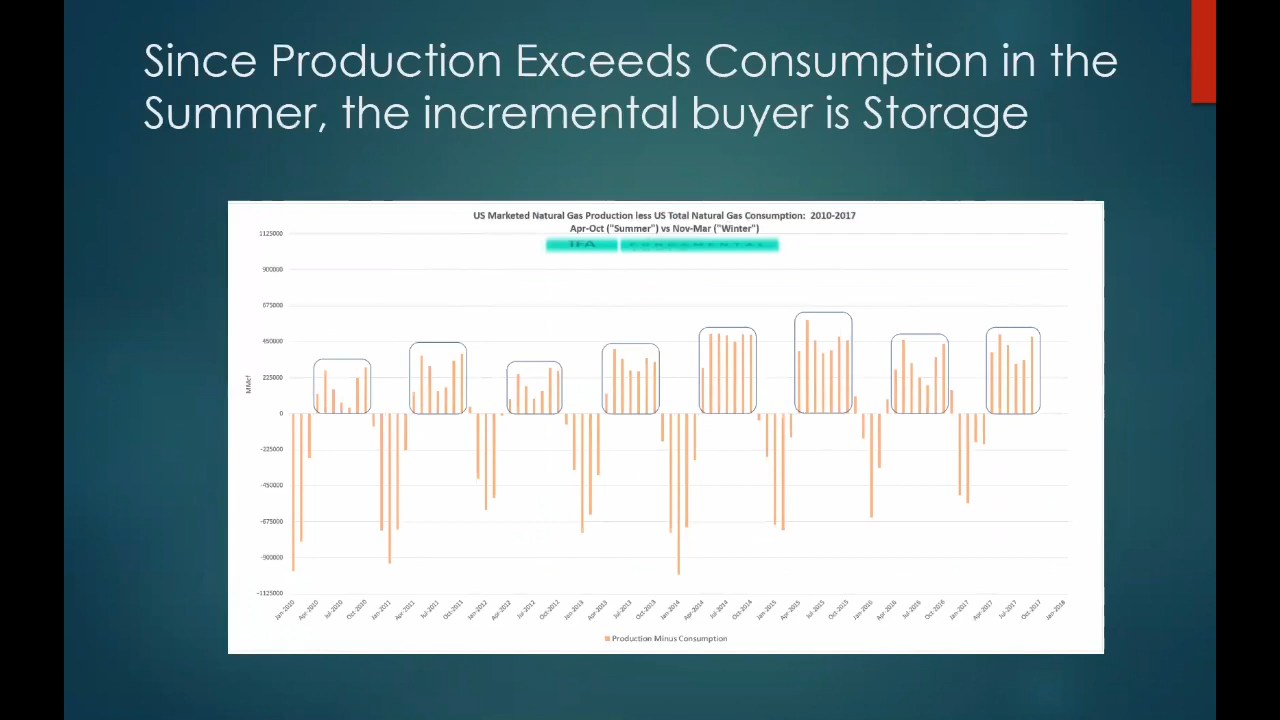 Since Production Exceeds Consumption in the
Summer, the incremental buyer is Storage
US Marketed Natural Gas Production less US Total Natural Gas Consumption:  2010-2017
Apr-Oct ("Summer") vs Nov-Mar ("Winter")
TFA FUNDAMENTAL
1125000
900000
675000
450000
225000
0
-225000
-450000
-675000
-900000
-1125000
MMcf
Jan-2010
Apr-2010
Jul-2010
Oct-2010
Jan-2011
Apr-2011
Jul-2011
Oct-2011
Jan-2012
Apr-2012
Jul-2012
Oct-2012
Jan-2013
Apr-2013
Jul-2013
Oct-2013
Jan-2014
Apr-2014
Jul-2014
Oct-2024
Jan-2015
Apr-2015
Jul-2015
Oct-2015
Jan-2016
Apr-2016
Jul-2016
Oct-2016
Jan-2017
Apr-2017
Jul-2017
Oct-2017
Jan-2018
Production Minus Consumption